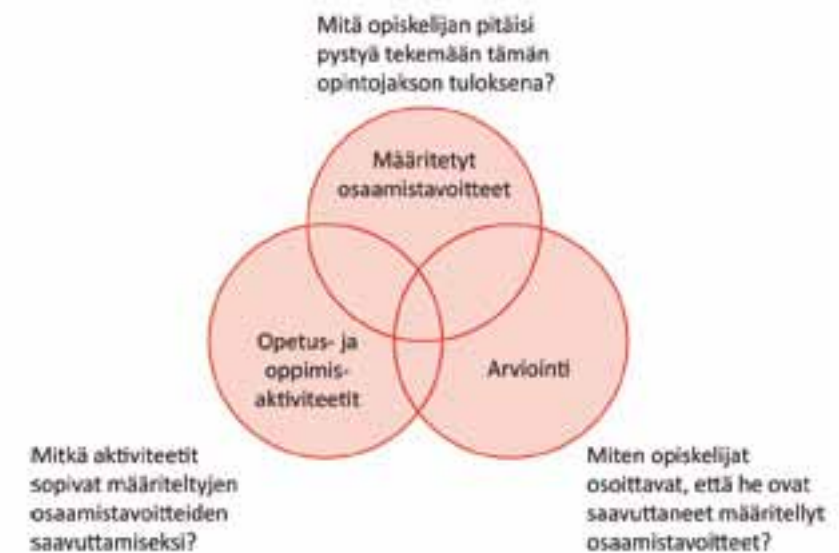 Mitä opiskelijan pitäisi
pystyä tekemään tämän
opintojakson tuloksena?
Määritetyt
osaamistavoitteet
Opetus- ja
oppimis-
aktiviteetit
Arviointi
Mitkä aktiviteetit
sopivat määriteltyjen
osaamistavoitteiden
saavuttamiseksi?
Miten opiskelijat
osoittavat, että he ovat
saavuttaneet määritellyt
osaamistavoitteet?